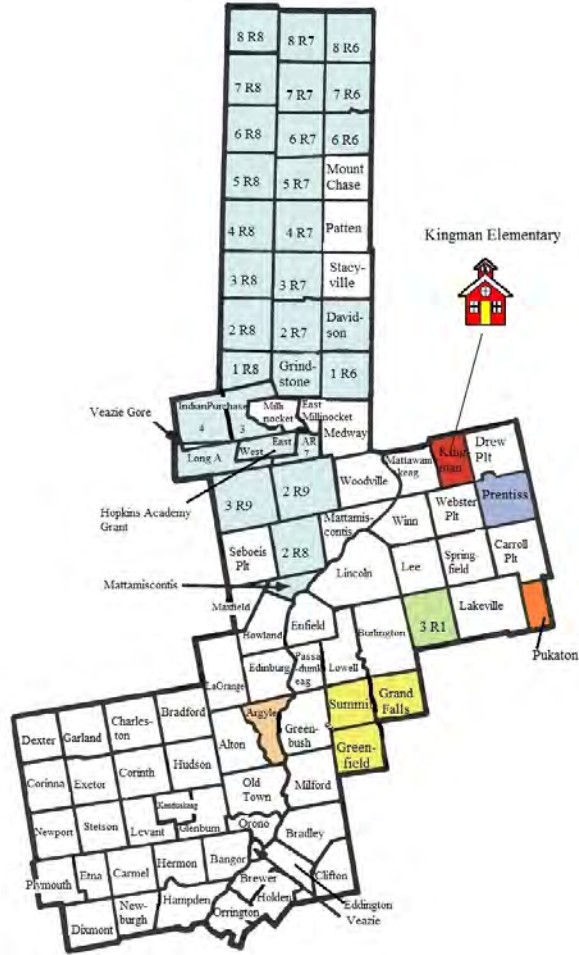 8 R8 8 R7 8 R6
7 R8 7 R7 7 R6
6 R8 6 R7 6 R6
5 R8 5 R7 Mount
Chase
4 R8 4 R7 Patten
Kingman Elementary
3 R8 3 R7 Stacy-
ville
2 R8 2 R7 David-
son
1 R8 Grind-
stone 1 R6
Veazie Gore
IndianPurchase
4 3
Milli
nocket
East
Millinocket
Medway
Long A West East AR
7
Hopkins Academy
Grant
Mattawam
keag
King-
man
Drew
Plt
3 R9 2 R9 Woodville
Winn
Webster
Plt
Prentiss
Mattamis-
contis
Seboeis
Plt
2 R8
Lincoln
Lee
Spring-
field
Carroll
Plt
Mattamiscontis
Maxfield
Howland
Enfield
Burlington
3 R1
Lakeville
Pukaton
LaGrange
Edinburg
Passa-
dumk
eag
Lowell
Summit
Grand
Falls
Argyle
Green-
bush
Green-
field
Dexter
Garland
Charles-
ton
Bradford
Alton
Corinna
Exeter
Corinth
Hudson
Old
Town
Milford
Newport
Stetson
Levant
Kenduskeag
Glenburn
Orono
Bradley
Plymouth
Etna
Carmel
Hermon
Bangor
Clifton
Dixmont
New-
burgh
Hampden
Brewer
Holden
Orrington
Eddington
Veazie